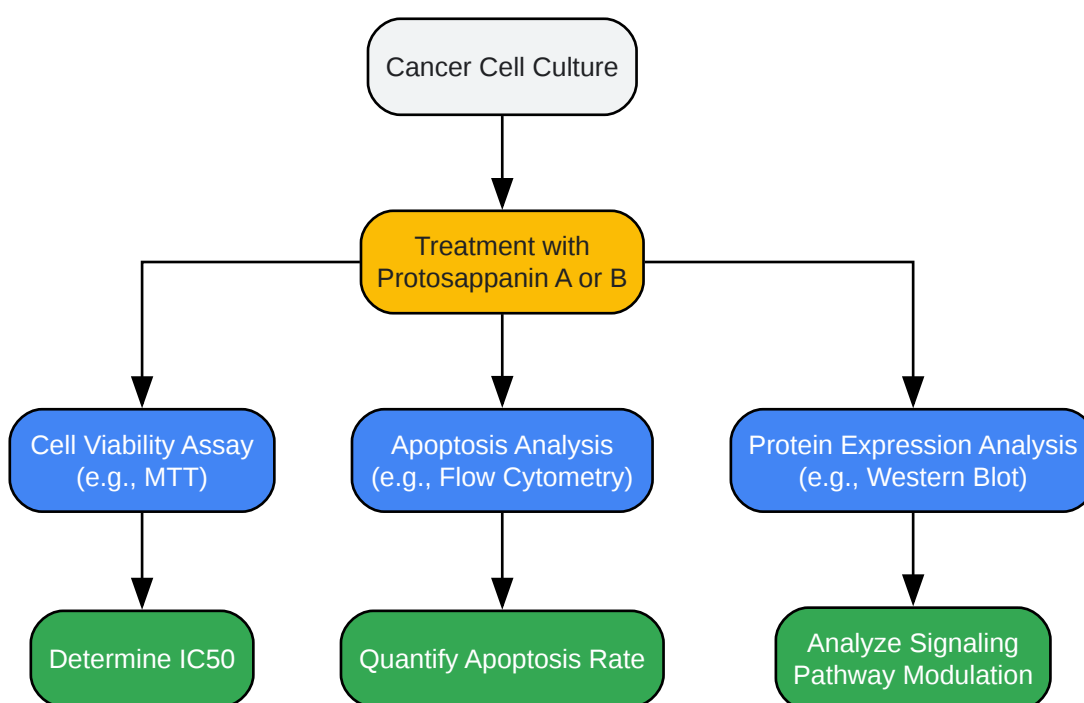 Cancer Cell Culture
Treatment with
Protosappanin A or B
Cell Viability Assay
(e.g., MTT)
Apoptosis Analysis
(e.g., Flow Cytometry)
Protein Expression Analysis
(e.g., Western Blot)
Determine IC50
Quantify Apoptosis Rate
Analyze Signaling
Pathway Modulation